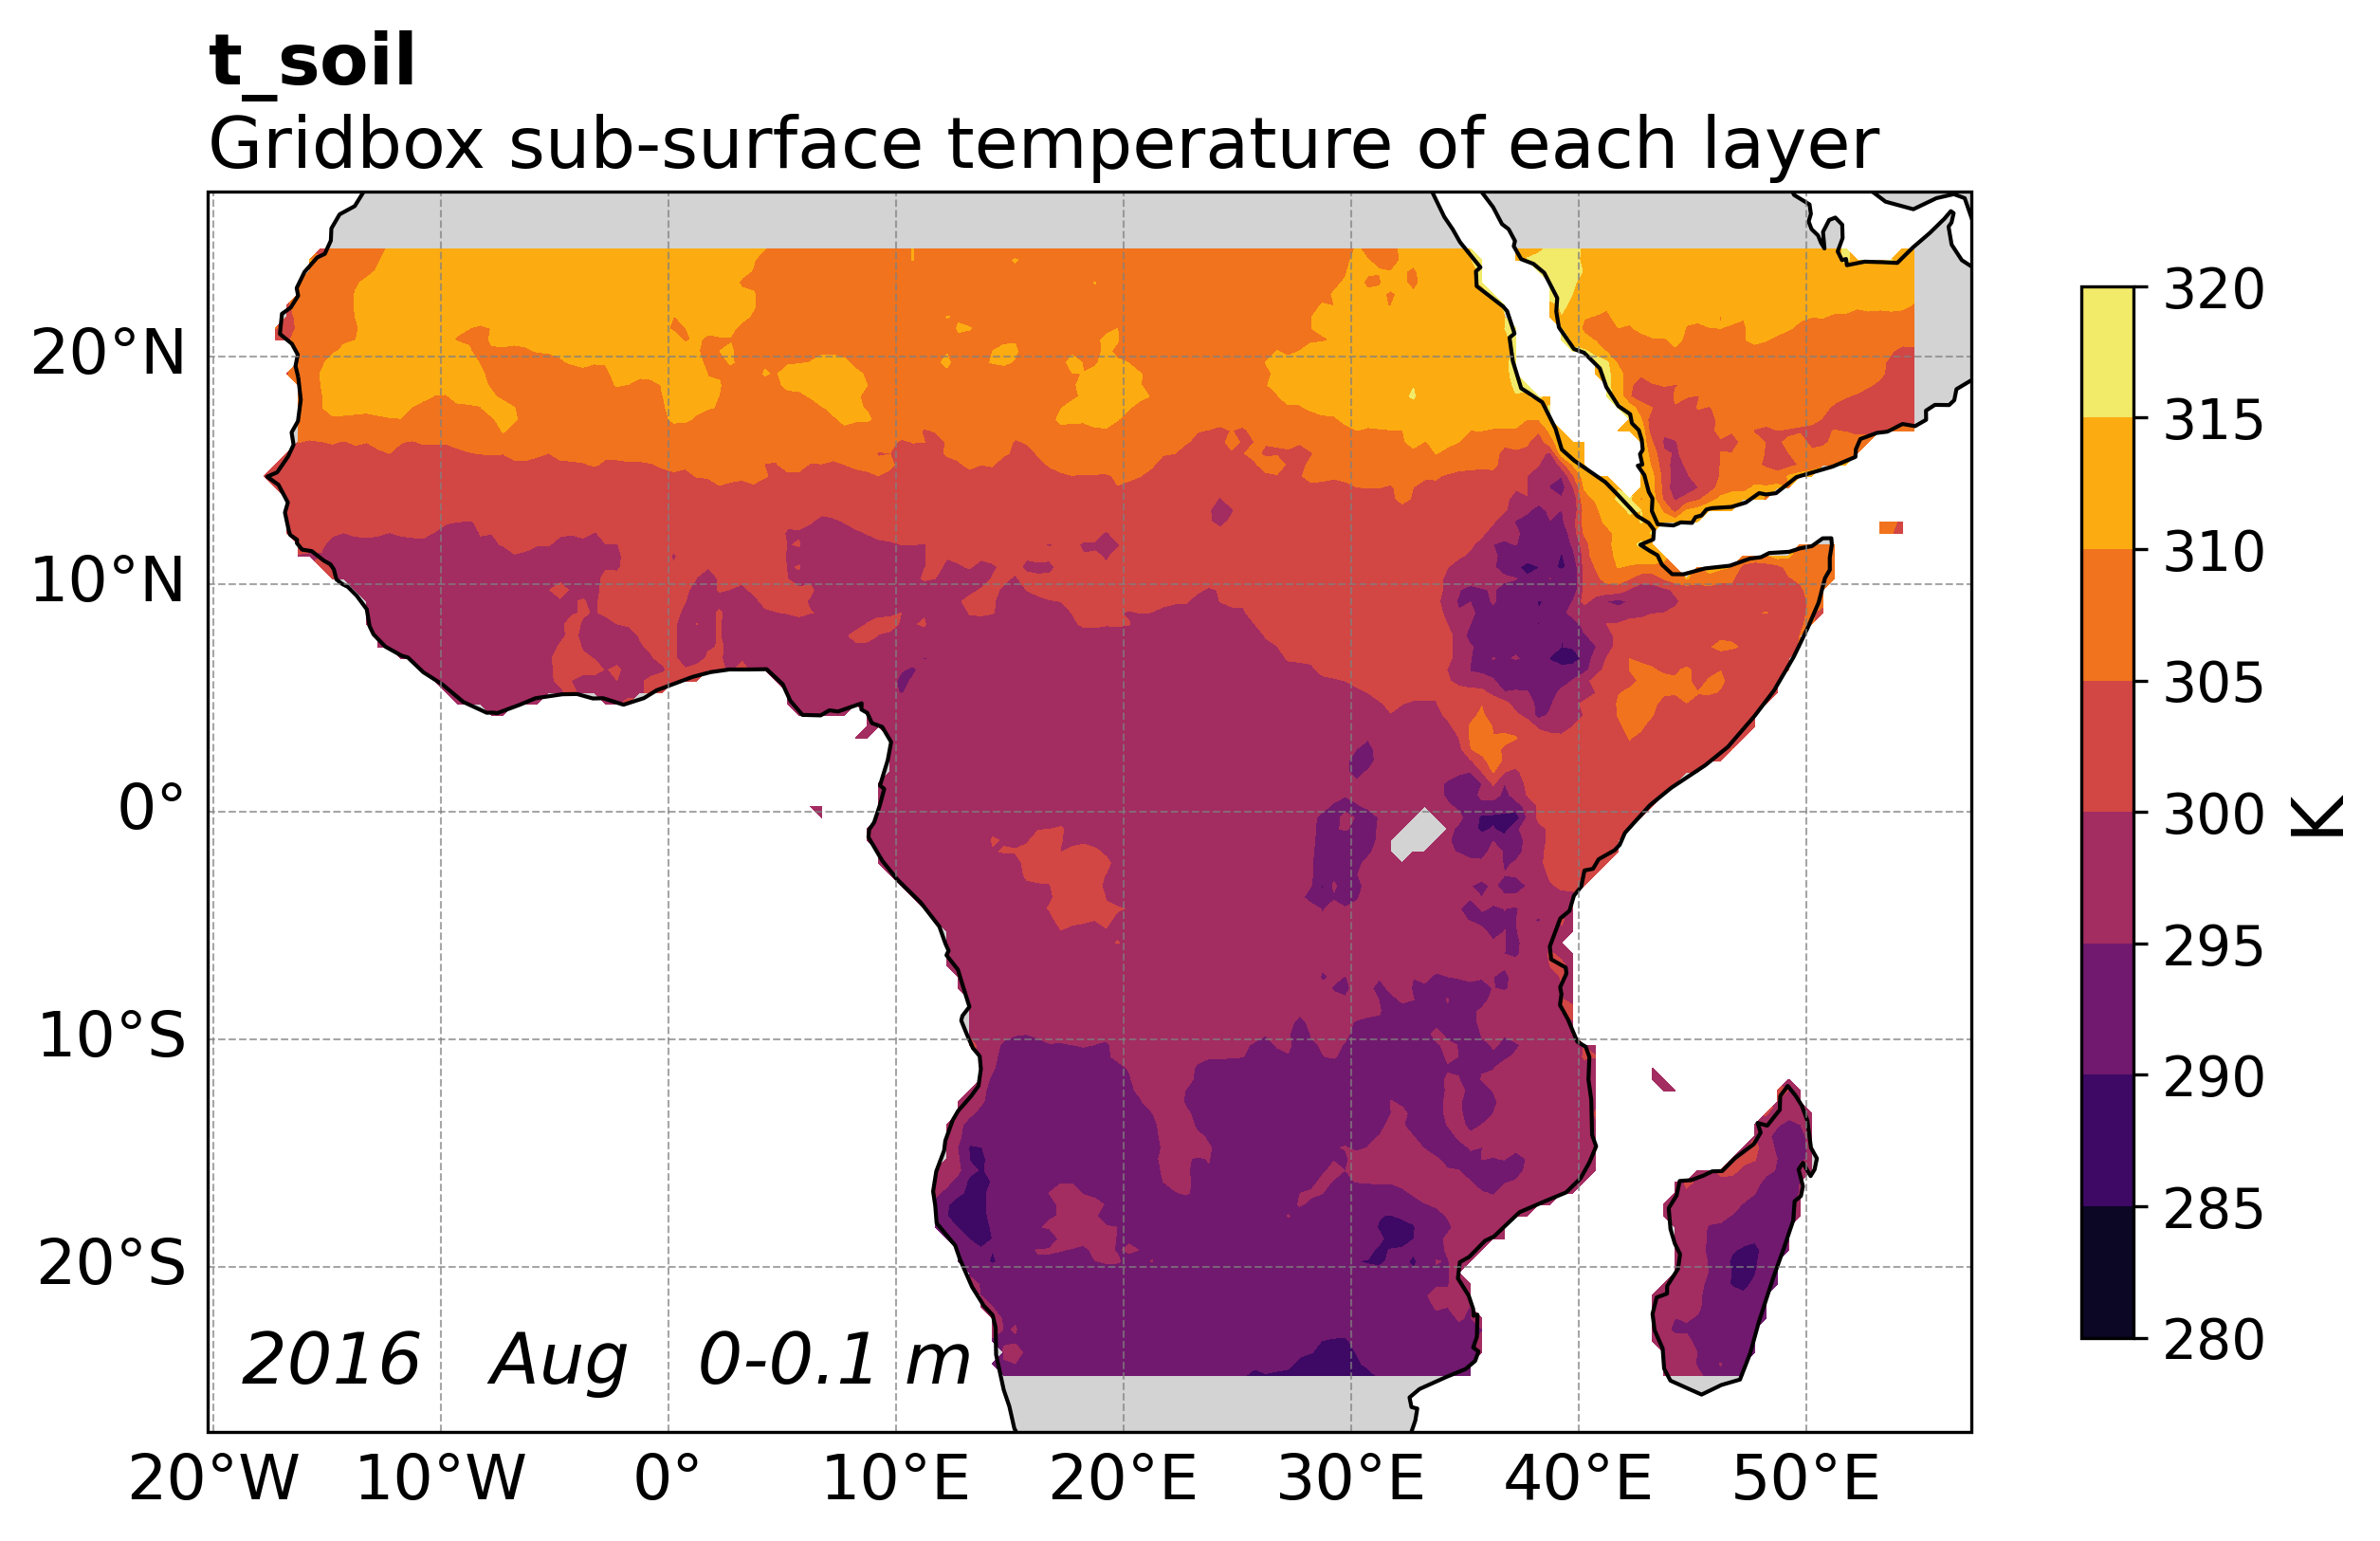 t_soil
Gridbox sub-surface temperature of each layer
20°N
10°N
0°
10°S
20°S
2016 Aug 0-0.1 m
20°W 10°W 0° 10°E 20°E 30°E 40°E 50°E
320
315
310
305
300
295
290
285
280
K